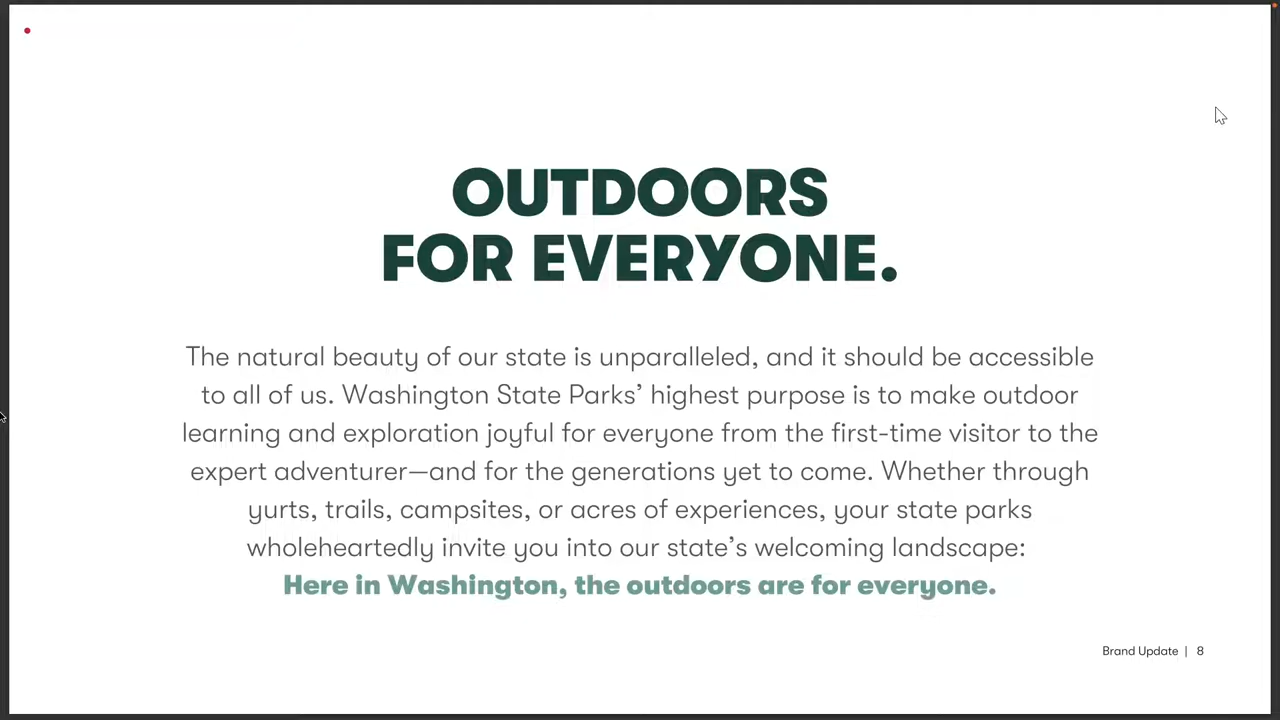 OUTDOORS
FOR EVERYONE.
The natural beauty of our state is unparalleled, and it should be accessible
to all of us. Washington State Parks’ highest purpose is to make outdoor
learning and exploration joyful for everyone from the first-time visitor to the
expert adventurer—and for the generations yet to come. Whether through
yurts, trails, campsites, or acres of experiences, your state parks
wholeheartedly invite you into our state’s welcoming landscape:
Here in Washington, the outdoors are for everyone.
Brand Update | 8